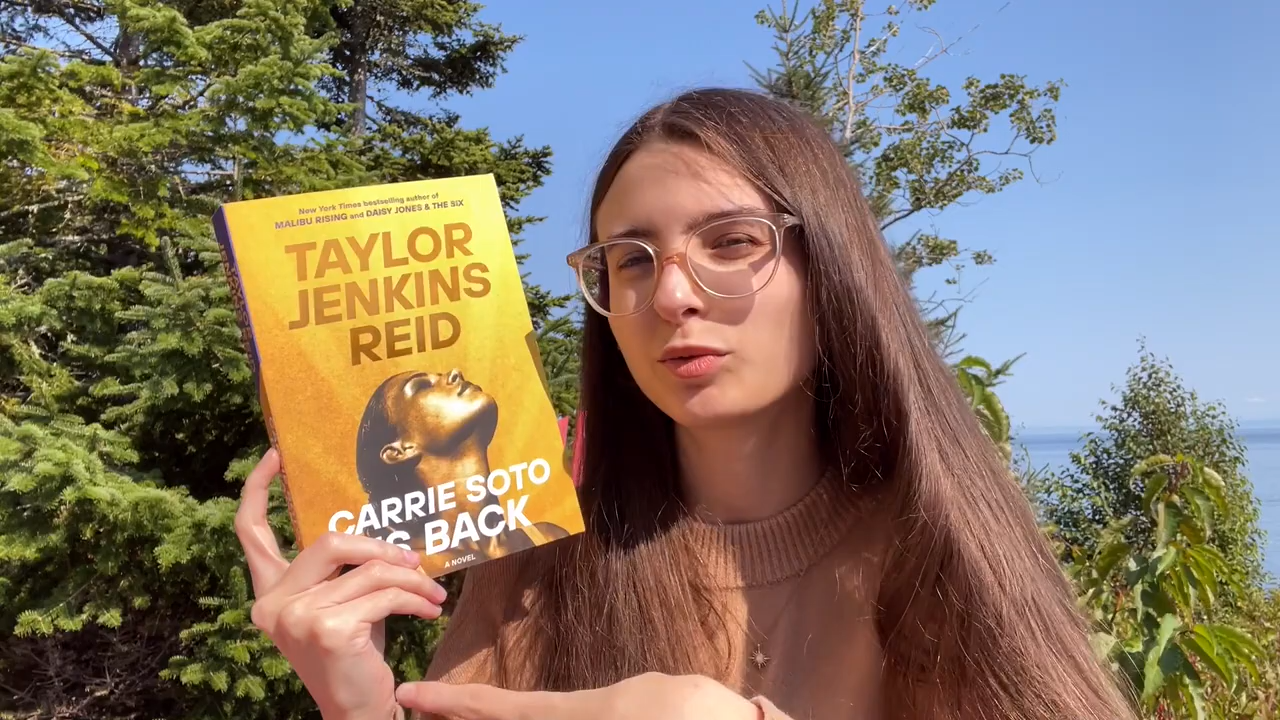 New York Times bestselling author of
MALIBU RISING and DAISY JONES & THE SIX
TAYLOR
JENKINS
REID
CARRIE SOTO
IS BACK
A NOVEL